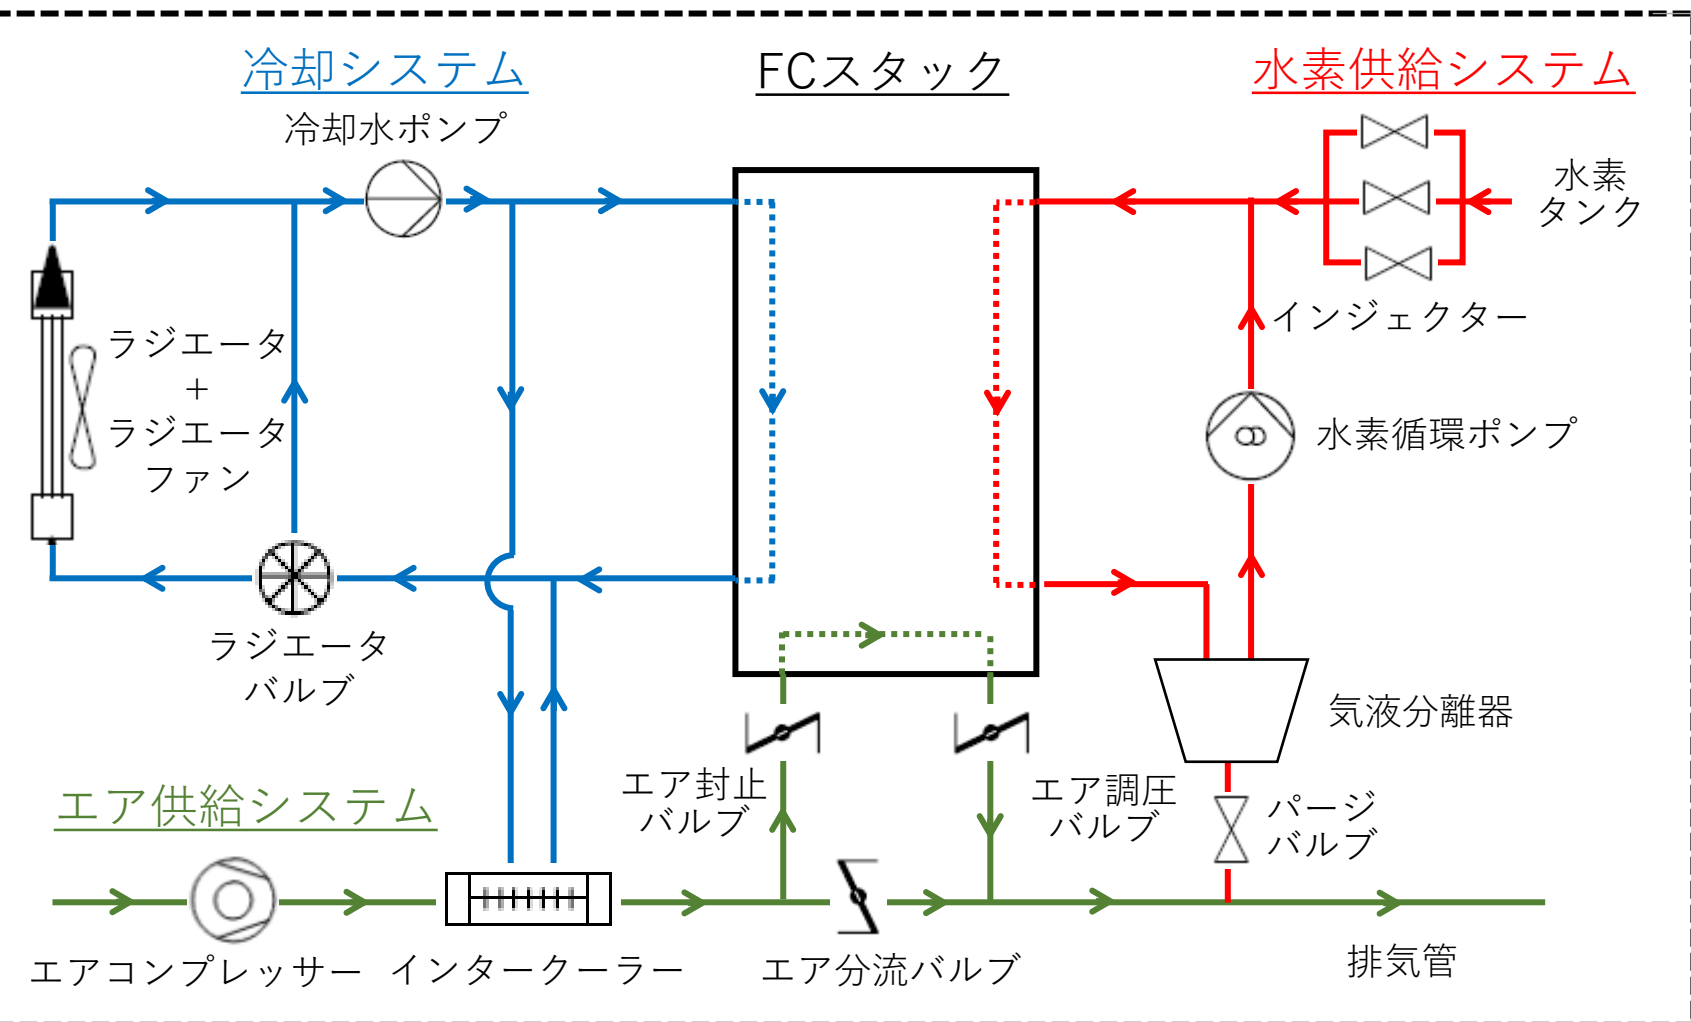 冷却システム
FCスタック
水素供給システム
冷却水ポンプ
水素
タンク
インジェクター
ラジエータ
+
ラジエータ
ファン
水素循環ポンプ
ラジエータ
バルブ
気液分離器
エア封止
バルブ
エア調圧
バルブ
パージ
バルブ
エア供給システム
エアコンプレッサー
インタークーラー
エア分流バルブ
排気管